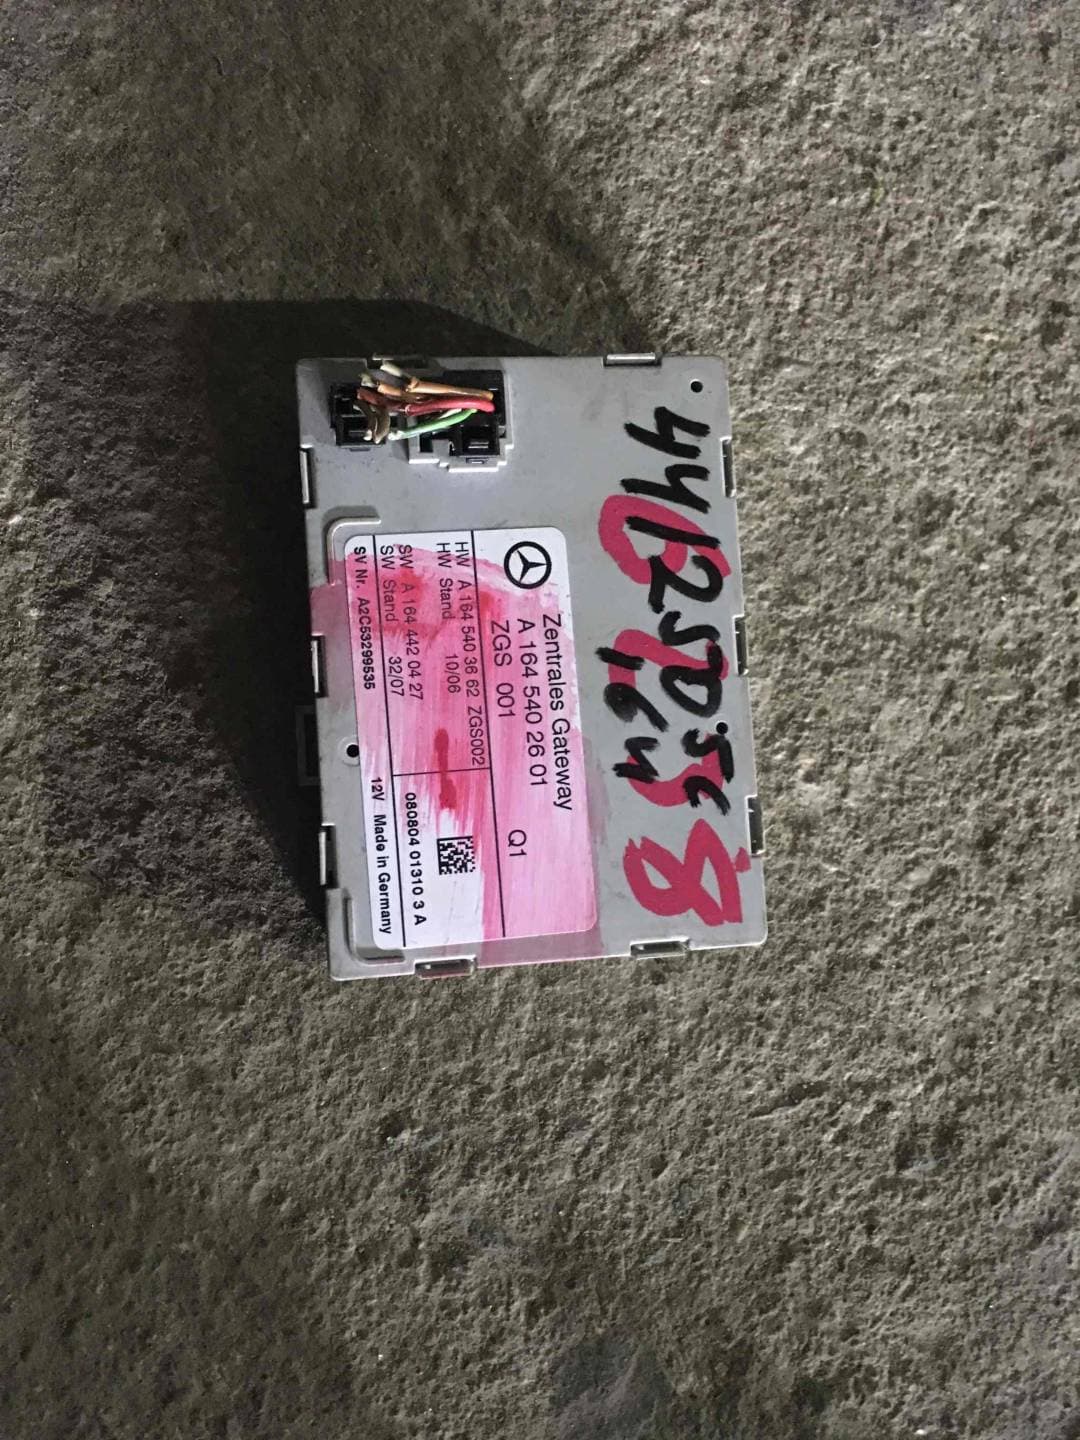 Zentrales Gateway
A 164 540 26 01
ZGS 001 Q1
HW A 164 540 36 62 ZGS002
HW Stand 10/06
SW A 164 442 04 27
SW Stand 32/07
080804 01310 3 A
SV Nr. A2C53299535 12V Made in Germany
164
8